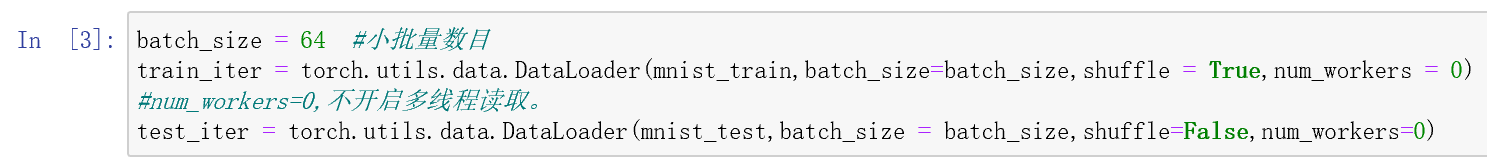 In [3]: batch_size = 64  #小批量数目
train_iter = torch.utils.data.DataLoader(mnist_train,batch_size=batch_size,shuffle = True,num_workers = 0)
#num_workers=0,不开启多线程读取。
test_iter = torch.utils.data.DataLoader(mnist_test,batch_size = batch_size,shuffle=False,num_workers=0)